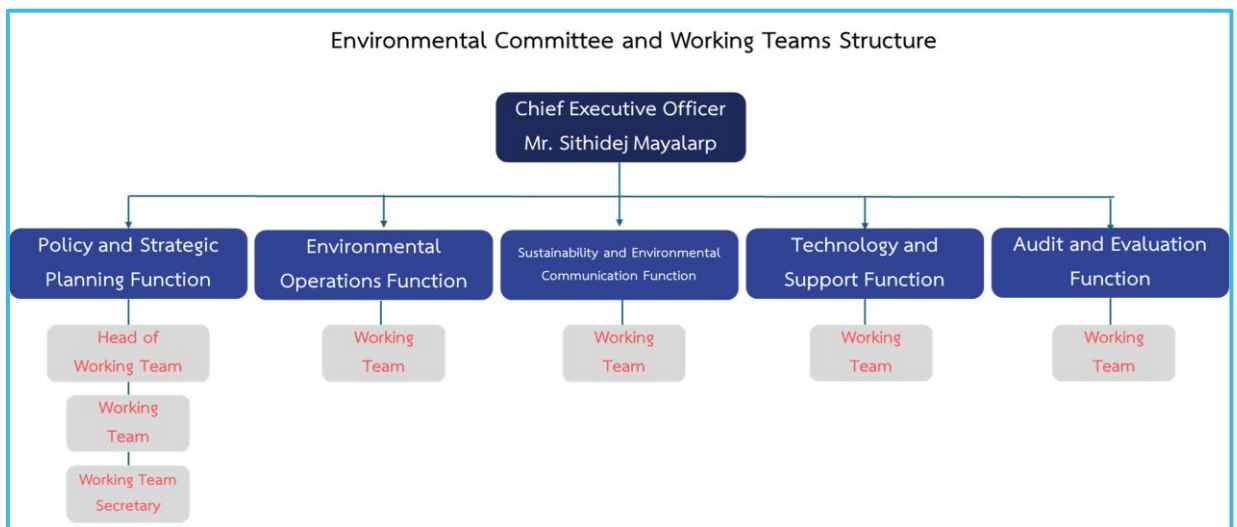 Environmental Committee and Working Teams Structure
Chief Executive Officer
Mr. Sithidej Mayalarp
Policy and Strategic
Planning Function
Environmental
Operations Function
Sustainability and Environmental
Communication Function
Technology and
Support Function
Audit and Evaluation
Function
Head of
Working Team
Working
Team
Working
Team
Working
Team
Working
Team
Working
Team
Working Team
Secretary